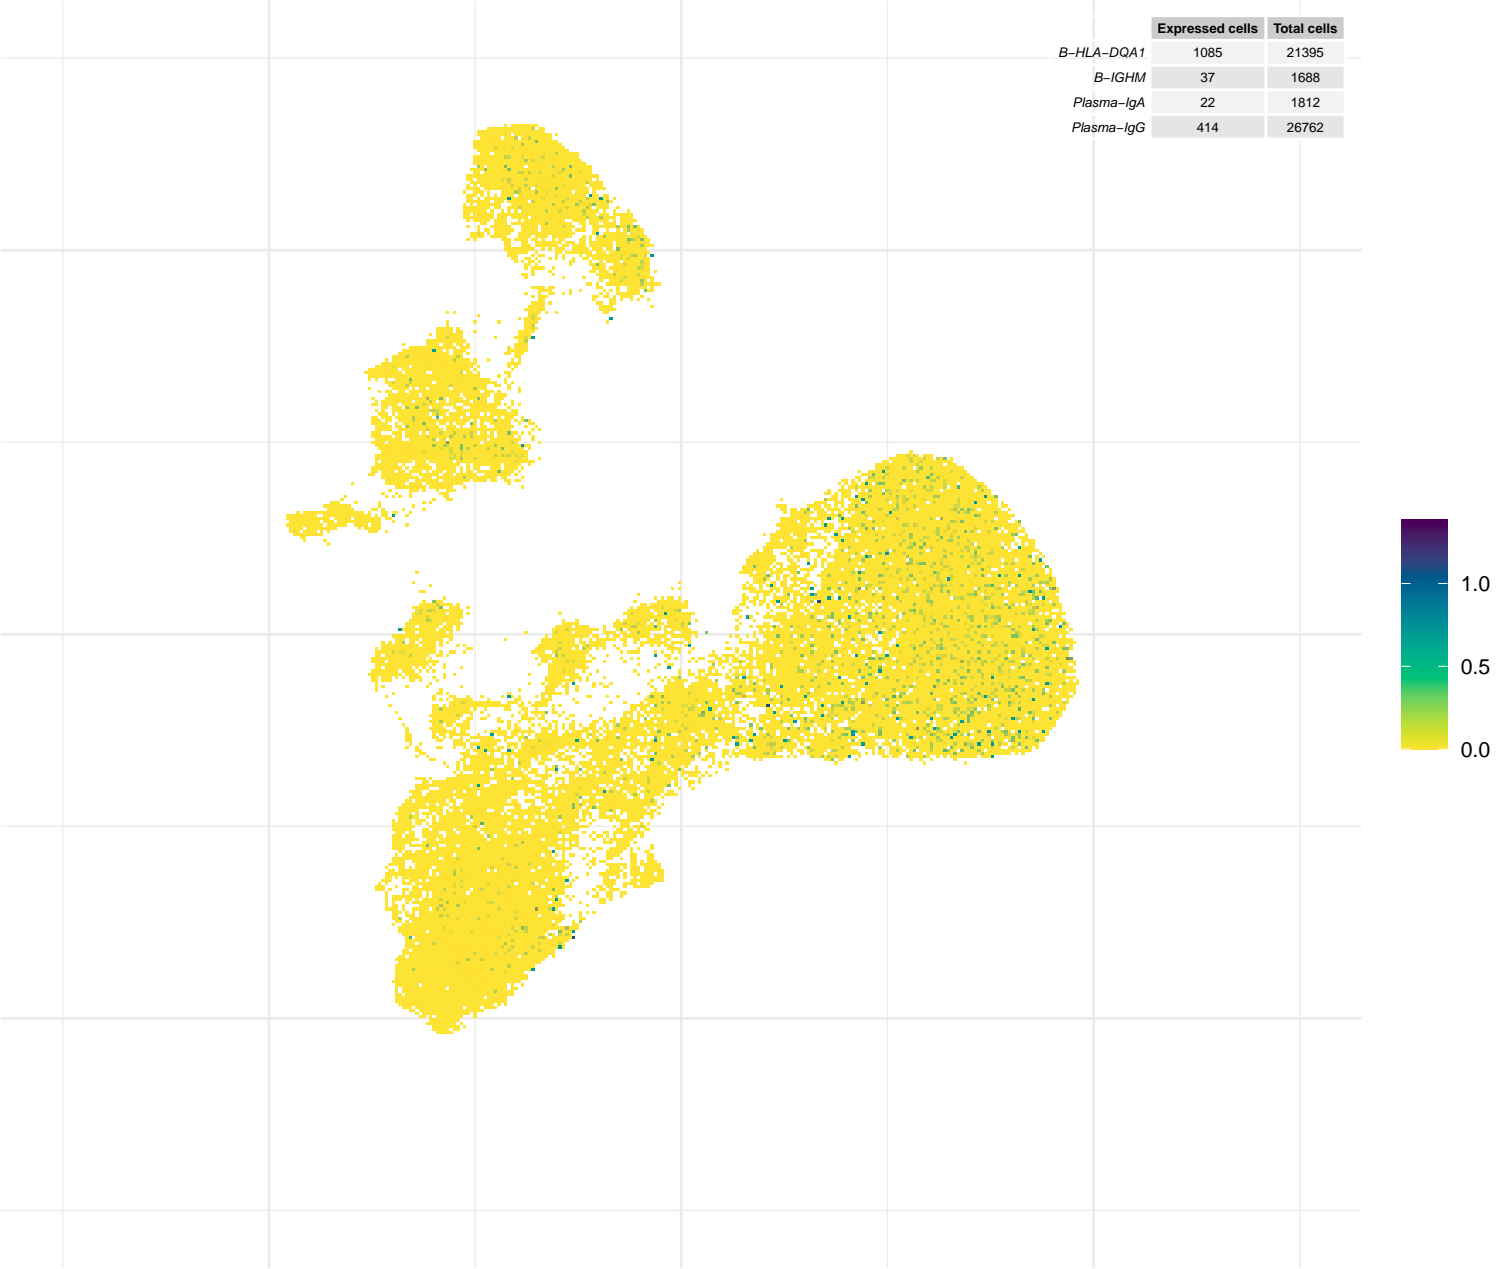 Expressed cells Total cells
B−HLA−DQA1 1085 21395
B−IGHM 37 1688
Plasma−IgA 22 1812
Plasma−IgG 414 26762
1.0
0.5
0.0